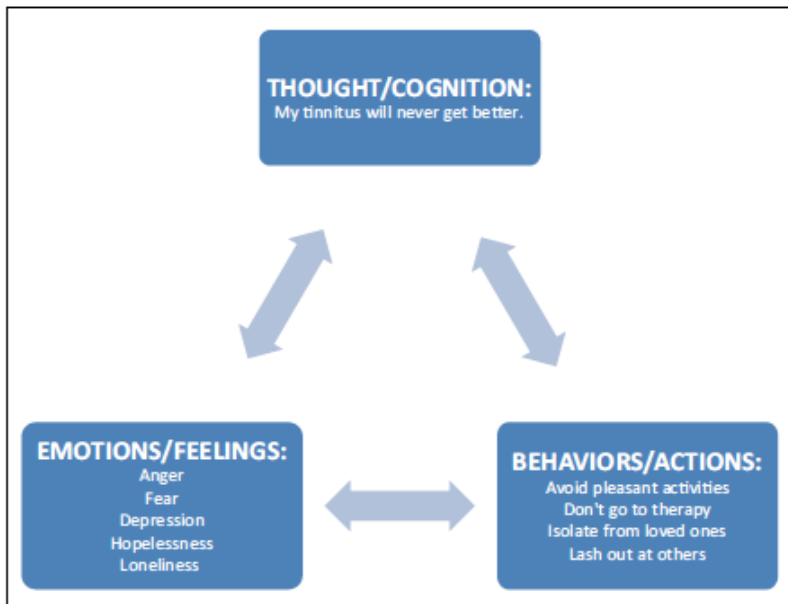 THOUGHT/COGNITION:
My tinnitus will never get better.
EMOTIONS/FEELINGS:
Anger
Fear
Depression
Hopelessness
Loneliness
BEHAVIORS/ACTIONS:
Avoid pleasant activities
Don't go to therapy
Isolate from loved ones
Lash out at others